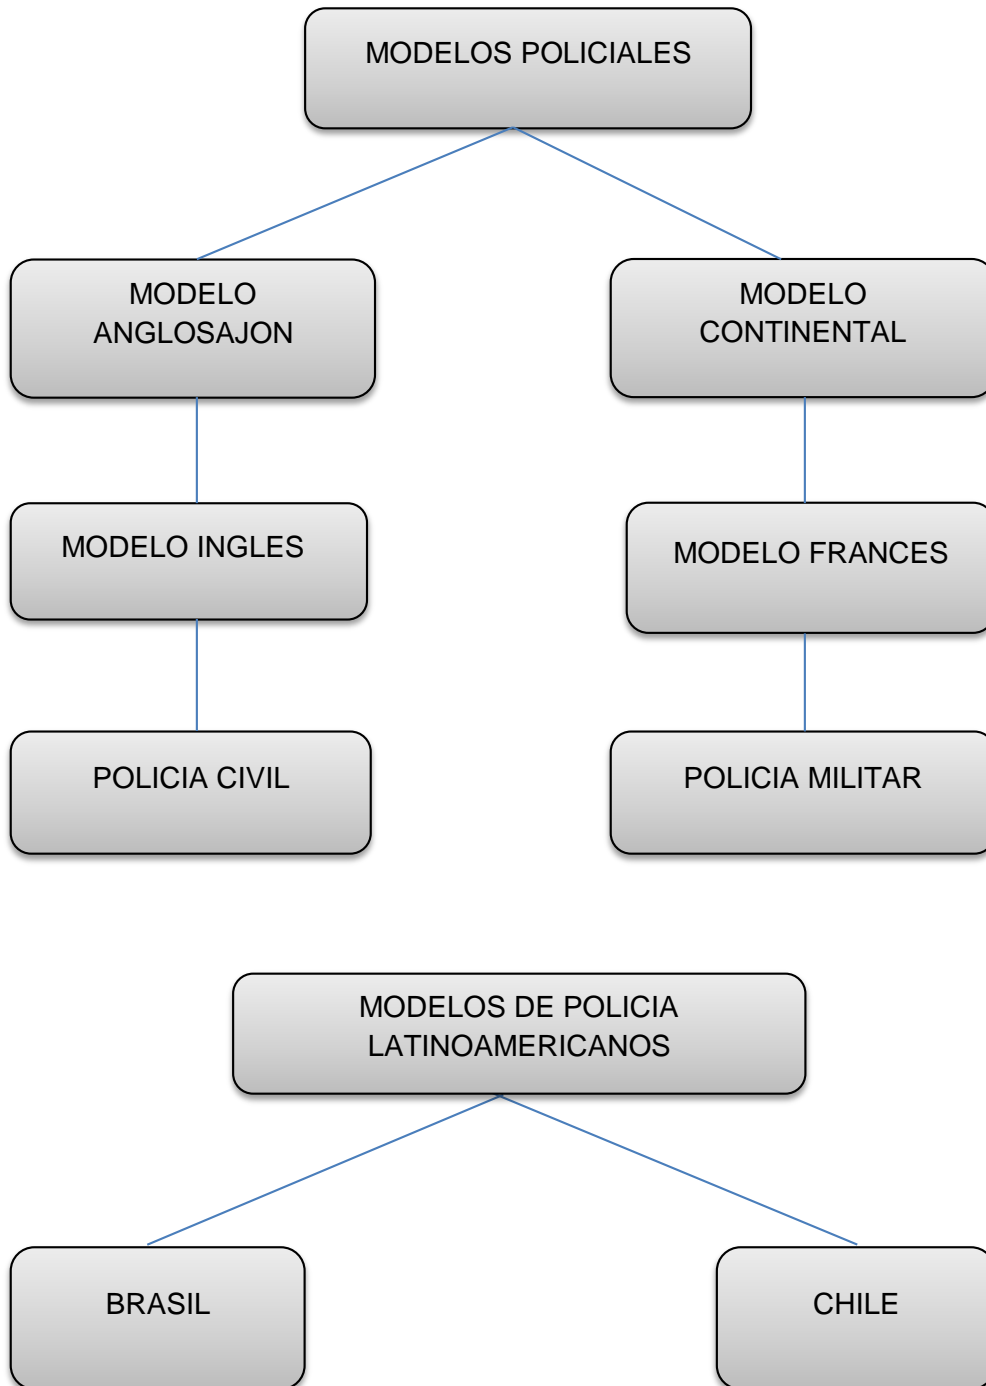 MODELOS POLICIALES
MODELO
ANGLOSAJON
MODELO
CONTINENTAL
MODELO INGLES
MODELO FRANCES
POLICIA CIVIL
POLICIA MILITAR
MODELOS DE POLICIA
LATINOAMERICANOS
BRASIL
CHILE